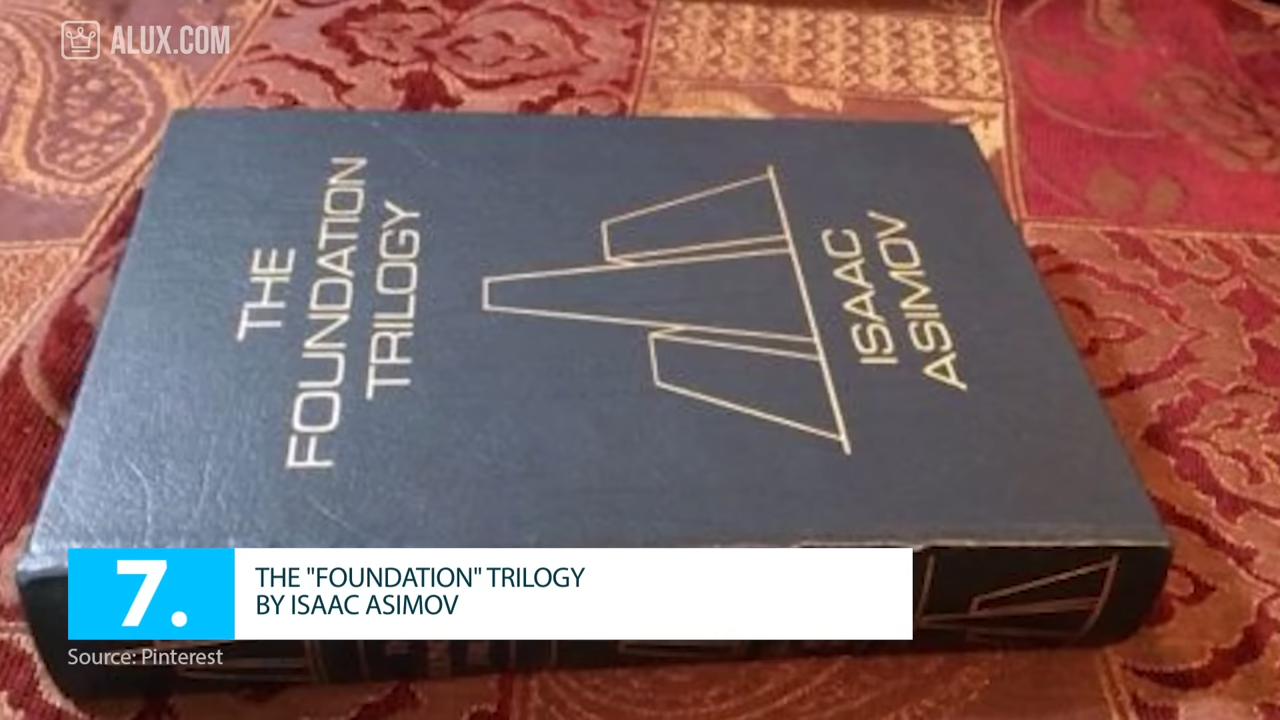 ALUX.COM
THE
FOUNDATION
TRILOGY
ISAAC
ASIMOV
7.
THE "FOUNDATION" TRILOGY
BY ISAAC ASIMOV
Source: Pinterest